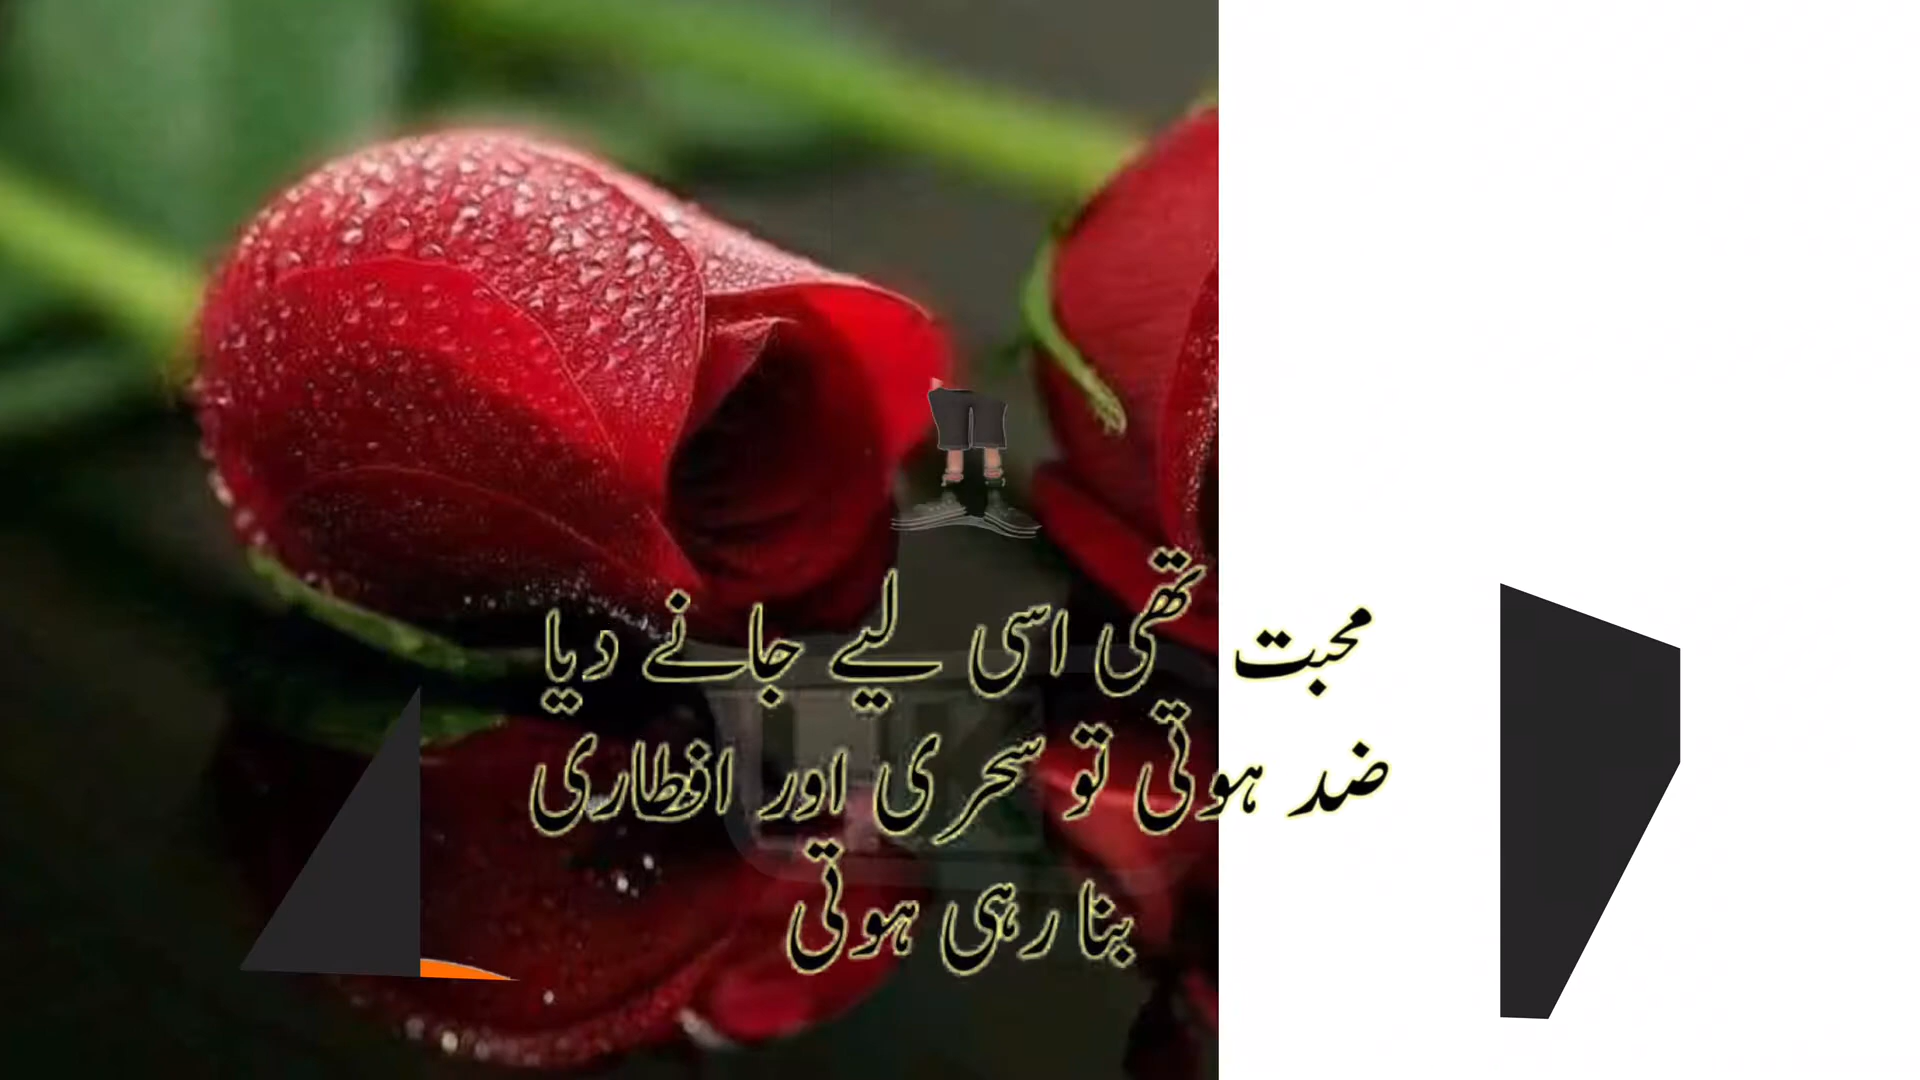 محبت تھی اسی لیے جانے دیا
ضد ہوتی تو سحری اور افطاری
بنا رہی ہوتی